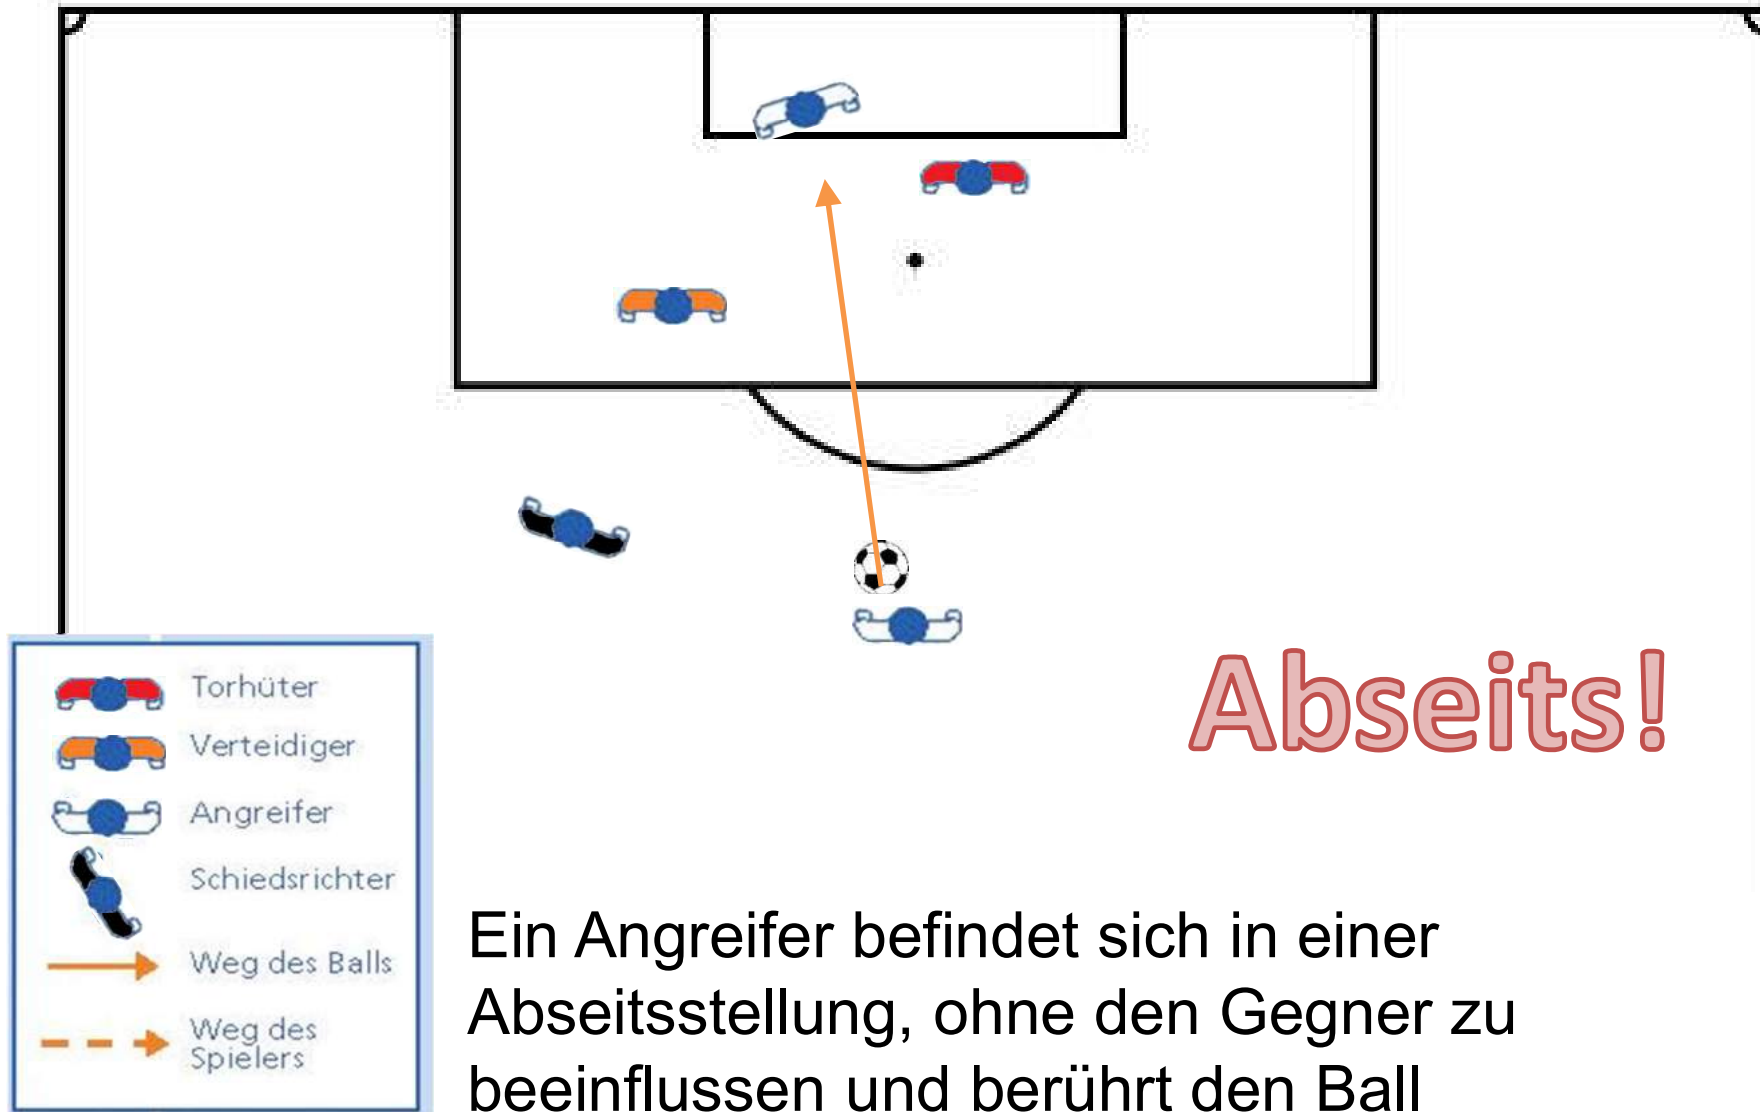 Abseits!
Torhüter
Verteidiger
Angreifer
Schiedsrichter
Weg des Balls
Weg des
Spielers
Ein Angreifer befindet sich in einer
Abseitsstellung, ohne den Gegner zu
beeinflussen und berührt den Ball